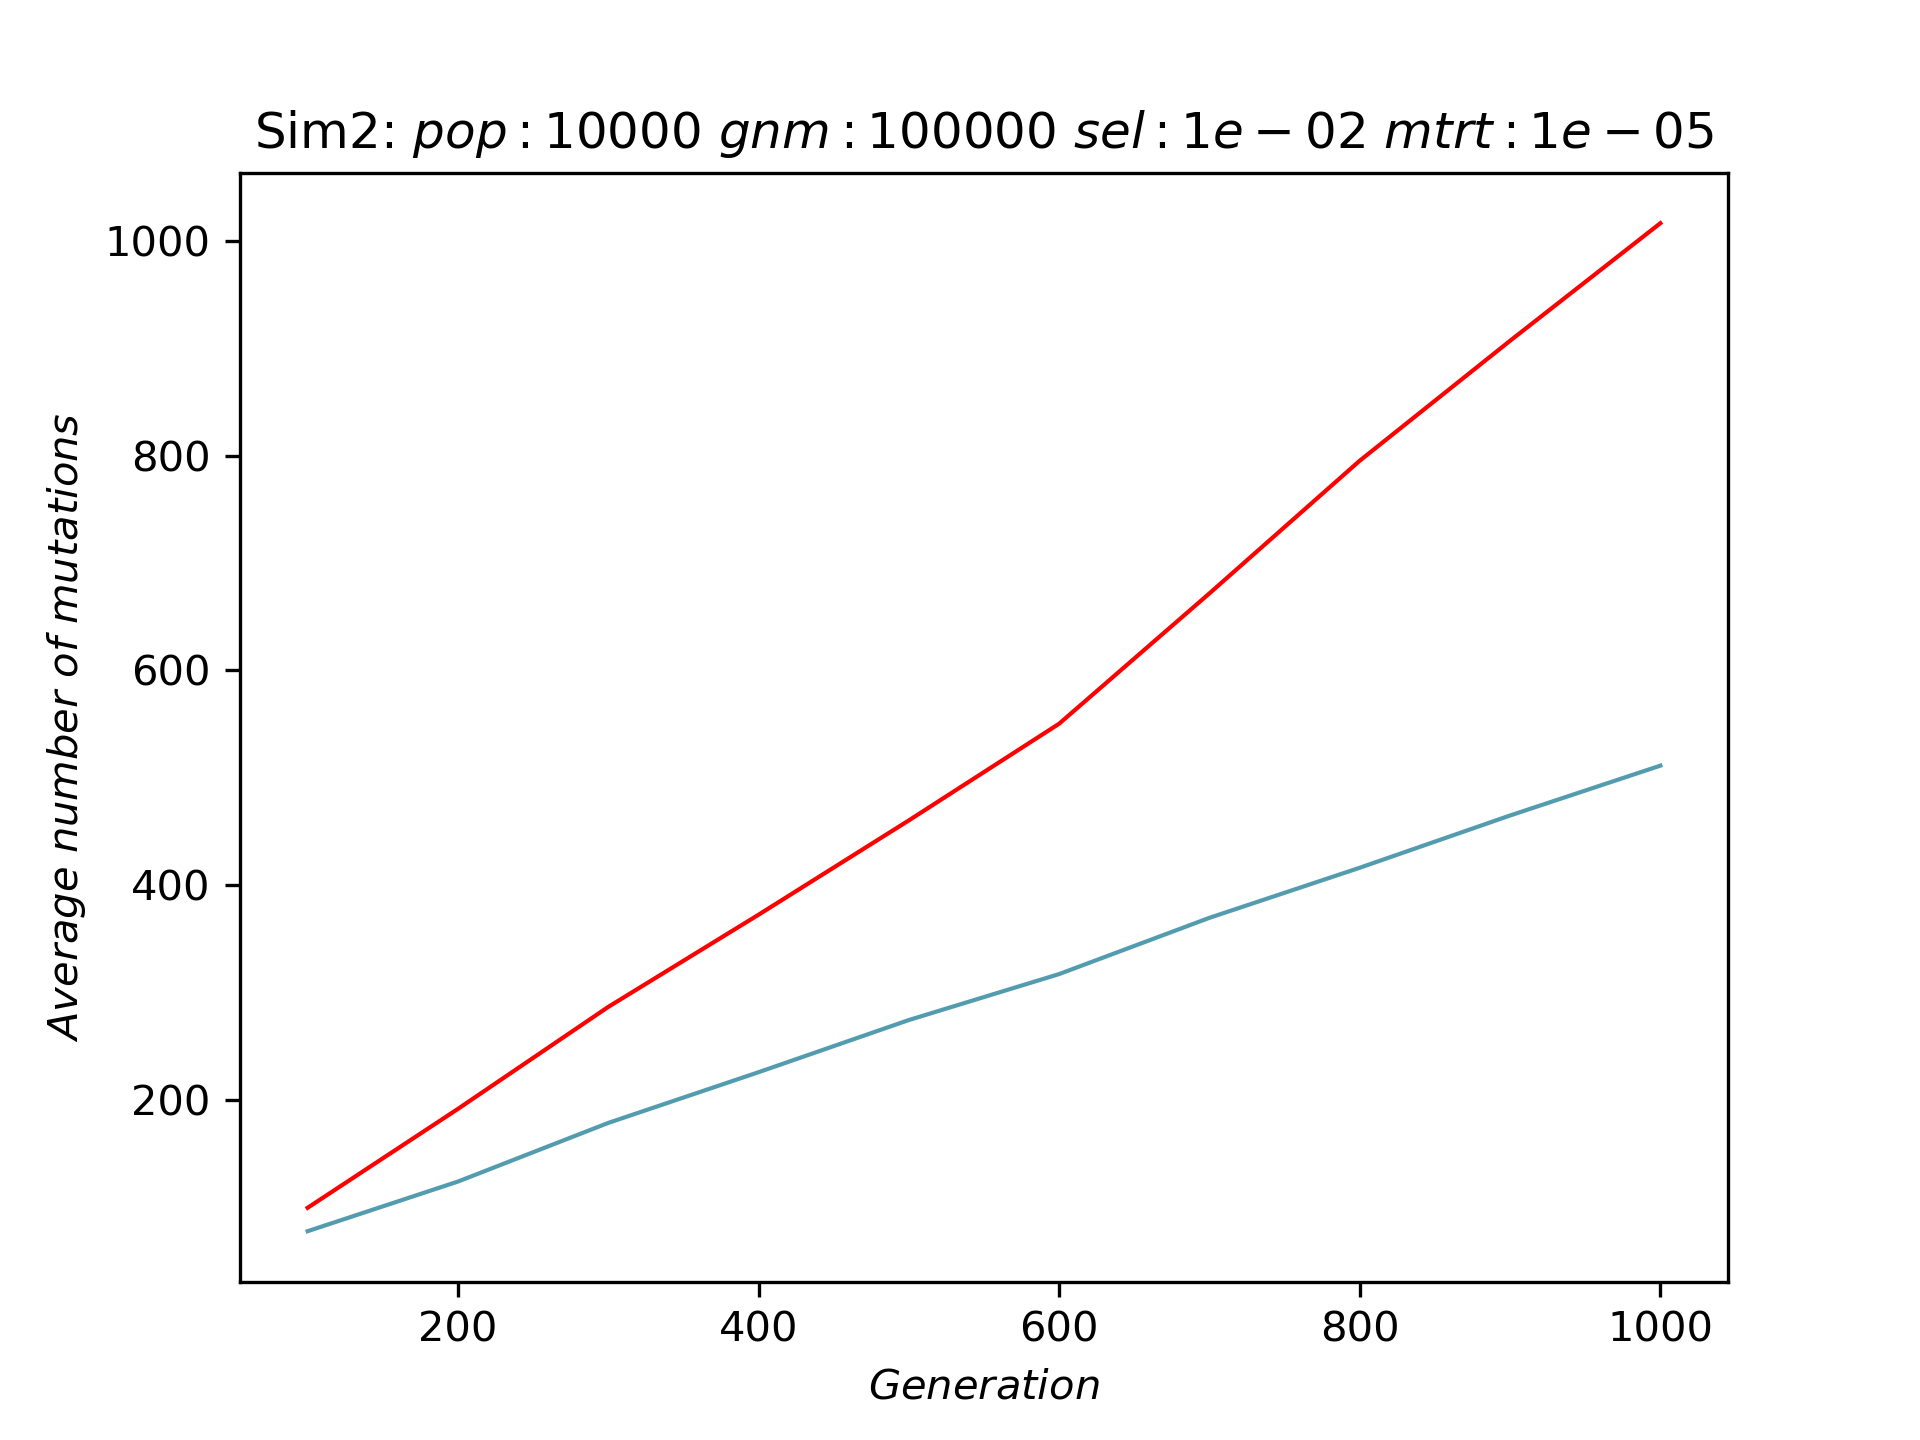 Sim2: pop : 10000 gnm : 100000 sel : 1e − 02 mtrt : 1e − 05
Average number of mutations
1000
800
600
400
200
200 400 600 800 1000
Generation